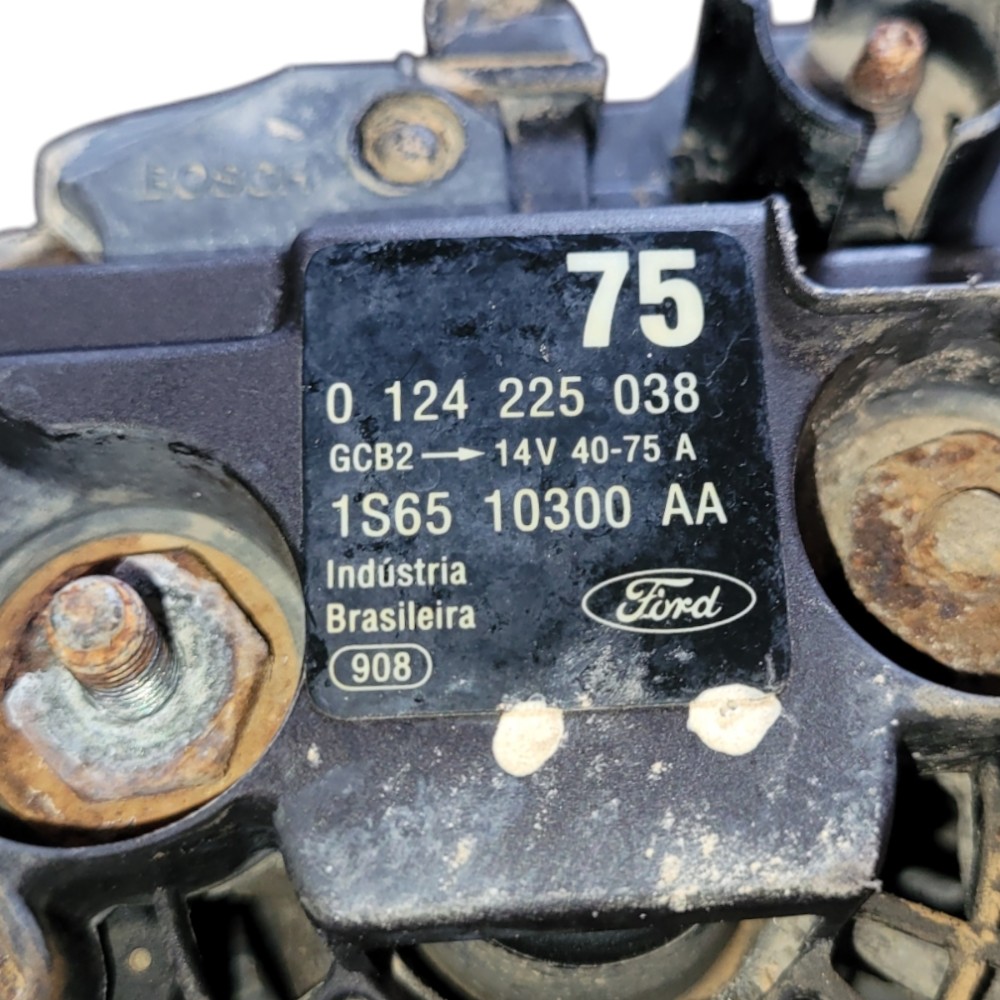 BOSCH
75
0 124 225 038
GCB2 → 14V 40-75 A
1S65 10300 AA
Indústria
Brasileira
Ford
908